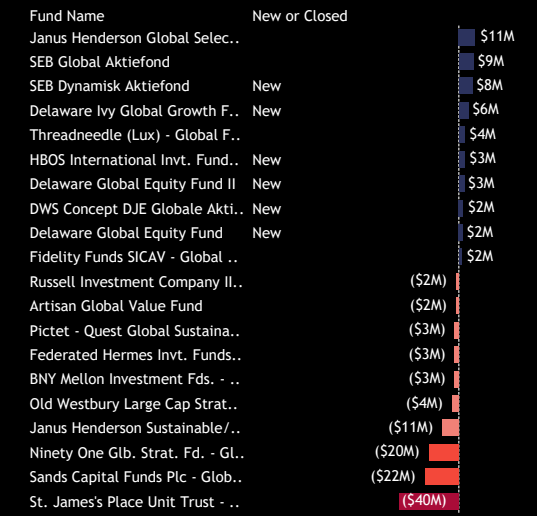 Fund Name New or Closed
Janus Henderson Global Selec.. $11M
SEB Global Aktiefond $9M
SEB Dynamisk Aktiefond New $8M
Delaware Ivy Global Growth F.. New $6M
Threadneedle (Lux) - Global F.. $4M
HBOS International Invt. Fund.. New $3M
Delaware Global Equity Fund II New $3M
DWS Concept DJE Globale Akti.. New $2M
Delaware Global Equity Fund New $2M
Fidelity Funds SICAV - Global .. $2M
Russell Investment Company II.. ($2M)
Artisan Global Value Fund ($2M)
Pictet - Quest Global Sustaina.. ($3M)
Federated Hermes Invt. Funds.. ($3M)
BNY Mellon Investment Fds. - .. ($3M)
Old Westbury Large Cap Strat.. ($4M)
Janus Henderson Sustainable/.. ($11M)
Ninety One Glb. Strat. Fd. - Gl.. ($20M)
Sands Capital Funds Plc - Glob.. ($22M)
St. James's Place Unit Trust - .. ($40M)